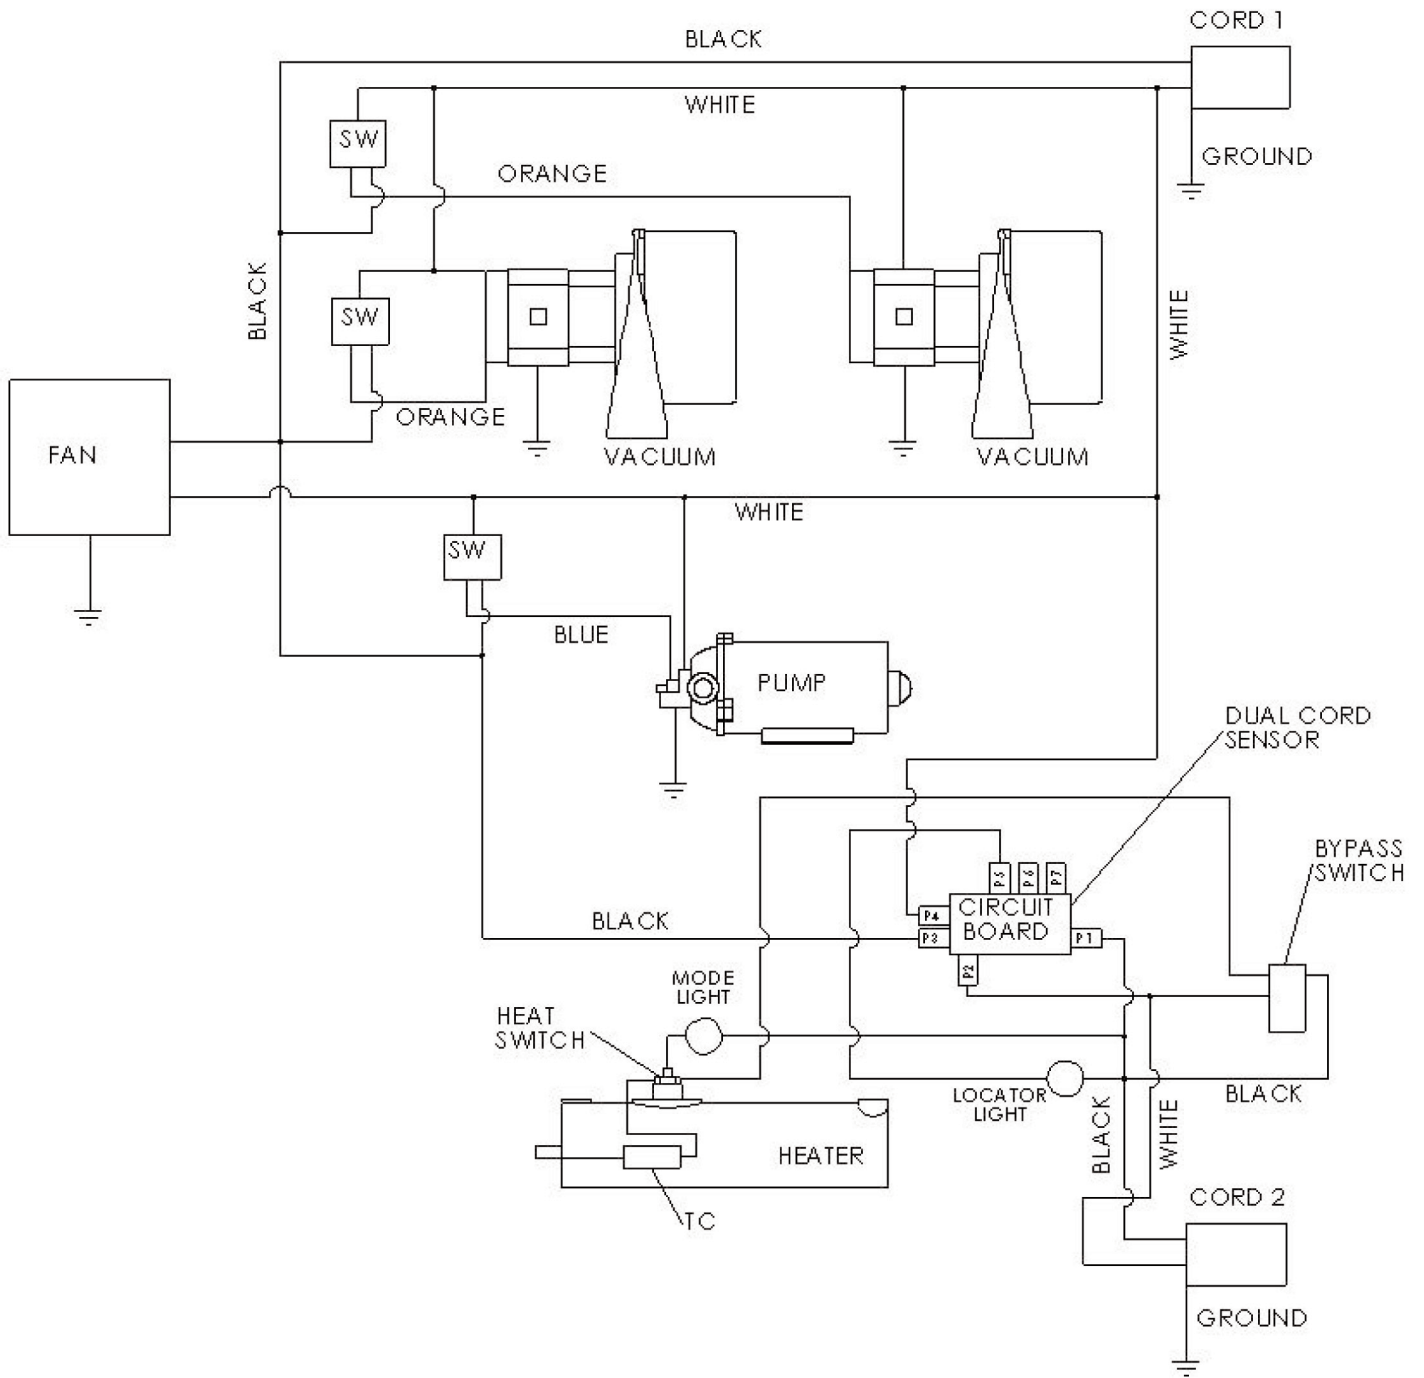 CORD 1
BLACK
WHITE
SW
GROUND
ORANGE
BLACK
WHITE
SW
ORANGE
FAN
VACUUM
VACUUM
WHITE
SW
BLUE
PUMP
DUAL CORD
SENSOR
BYPASS
SWITCH
P5
P6
P7
CIRCUIT
BOARD
P4
P3
P1
P2
BLACK
MODE
LIGHT
HEAT
SWITCH
LOCATOR
LIGHT
BLACK
BLACK
WHITE
HEATER
TC
CORD 2
GROUND